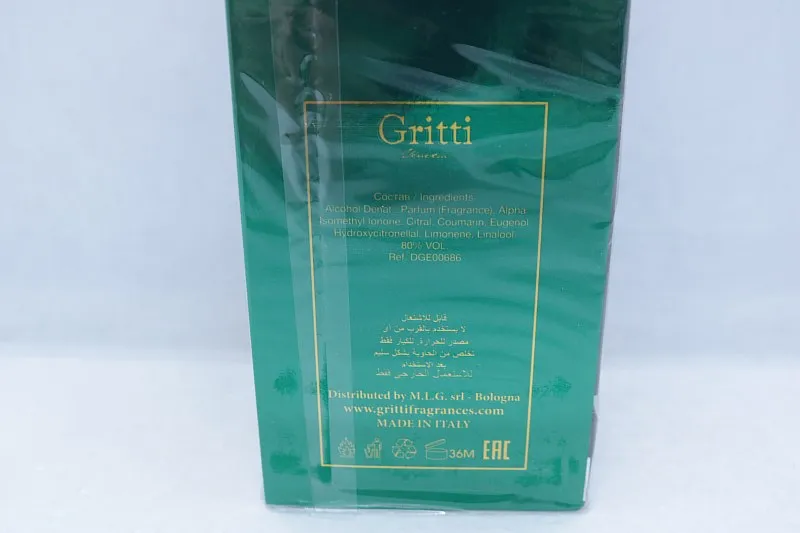 Gritti
Состав / Ingredients
Alcohol Denat., Parfum (Fragrance), Alpha
Isomethyl Ionone, Citral, Coumarin, Eugenol
Hydroxycitronellal, Limonene, Linalool
80% VOL
Ref. DGE00686
قابل للاشتعال
لا يستخدم بالقرب من أي
مصدر للحرارة. للكبار فقط
تخلص من الحاوية بشكل سليم
بعد الاستخدام
للاستعمال الخارجي فقط
Distributed by M.L.G. srl - Bologna
www.grittifragrances.com
MADE IN ITALY
36M EAC